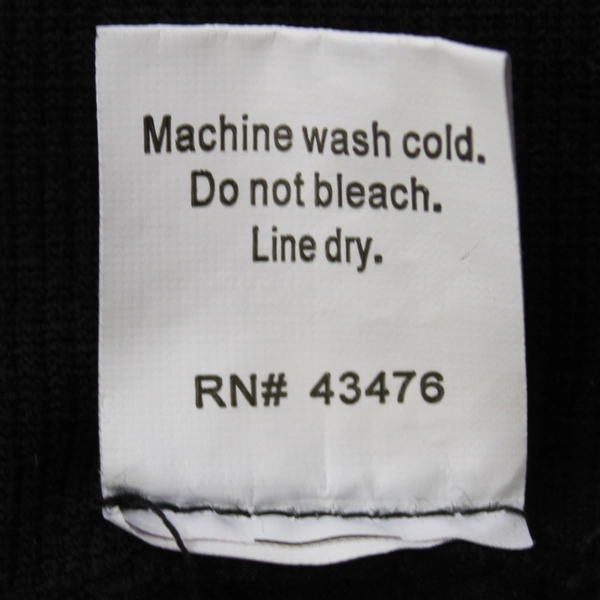 Machine wash cold.
Do not bleach.
Line dry.
RN# 43476